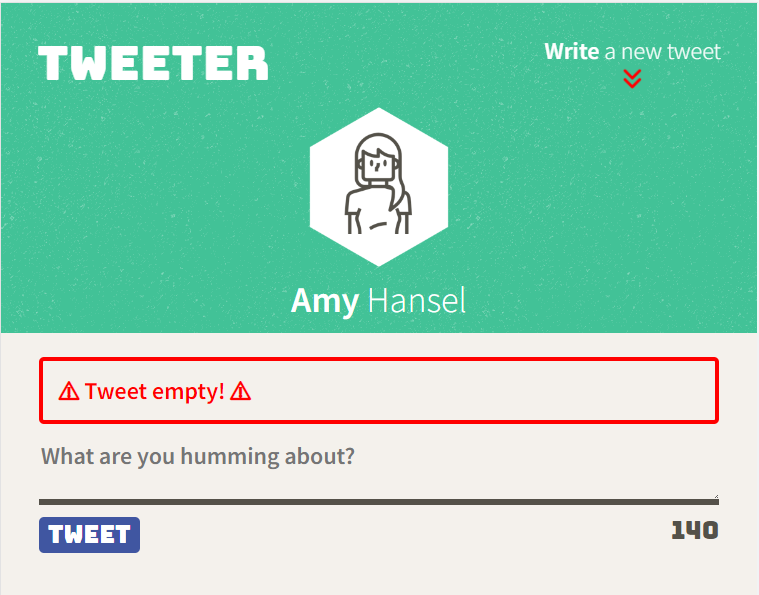 TWEETER
Write a new tweet
Amy Hansel
⚠ Tweet empty! ⚠
What are you humming about?
TWEET
140